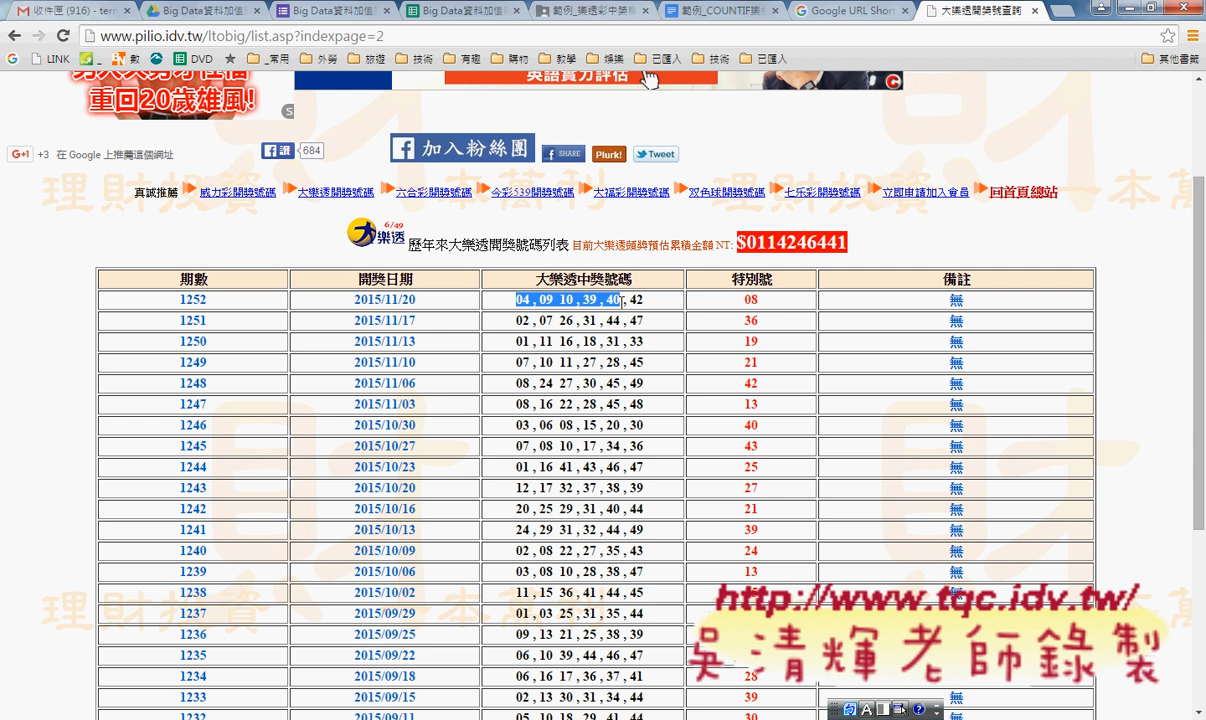 收件匣 (916) - terr
Big Data資料加值
Big Data資料加值
Big Data資料加值
範例_樂透彩中獎機
範例_COUNTIF樂
Google URL Short
大樂透開獎號查詢
www.pilio.idv.tw/ltobig/list.asp?indexpage=2
LINK
數
DVD
_常用
外勞
旅遊
技術
有趣
購物
教學
娛樂
已匯入
技術
已匯入
其他書籤
重回20歲雄風!
英語實力評估
G+1 +3 在 Google 上推薦這個網址
讚 684
加入粉絲團
SHARE
Plurk!
Tweet
真誠推薦 威力彩開獎號碼 大樂透開獎號碼 六合彩開獎號碼 今彩539開獎號碼 大福彩開獎號碼 双色球開獎號碼 七乐彩開獎號碼 立即申請加入會員 回首頁總站
6/49
大樂透 歷年來大樂透開獎號碼列表 目前大樂透頭獎預估累積金額 NT: $0114246441
期數 開獎日期 大樂透中獎號碼 特別號 備註
1252 2015/11/20 04 , 09 10 , 39 , 40 , 42 08 無
1251 2015/11/17 02 , 07 26 , 31 , 44 , 47 36 無
1250 2015/11/13 01 , 11 16 , 18 , 31 , 33 19 無
1249 2015/11/10 07 , 10 11 , 27 , 28 , 45 21 無
1248 2015/11/06 08 , 24 27 , 30 , 45 , 49 42 無
1247 2015/11/03 08 , 16 22 , 28 , 45 , 48 13 無
1246 2015/10/30 03 , 06 08 , 15 , 20 , 30 40 無
1245 2015/10/27 07 , 08 10 , 17 , 34 , 36 43 無
1244 2015/10/23 01 , 16 41 , 43 , 46 , 47 25 無
1243 2015/10/20 12 , 17 32 , 37 , 38 , 39 27 無
1242 2015/10/16 20 , 25 29 , 31 , 40 , 44 21 無
1241 2015/10/13 24 , 29 31 , 32 , 44 , 49 39 無
1240 2015/10/09 02 , 08 22 , 27 , 35 , 43 24 無
1239 2015/10/06 03 , 08 10 , 28 , 38 , 47 13 無
1238 2015/10/02 11 , 15 36 , 41 , 44 , 45
1237 2015/09/29 01 , 03 25 , 31 , 35 , 44
1236 2015/09/25 09 , 13 21 , 25 , 38 , 39
1235 2015/09/22 06 , 10 39 , 44 , 46 , 47
1234 2015/09/18 06 , 16 17 , 36 , 37 , 41 28
1233 2015/09/15 02 , 13 30 , 31 , 34 , 44 39 無
1232 2015/09/11 05 , 10 18 , 29 , 41 , 44 30 無
http://www.tqc.idv.tw/
吳清輝老師錄製